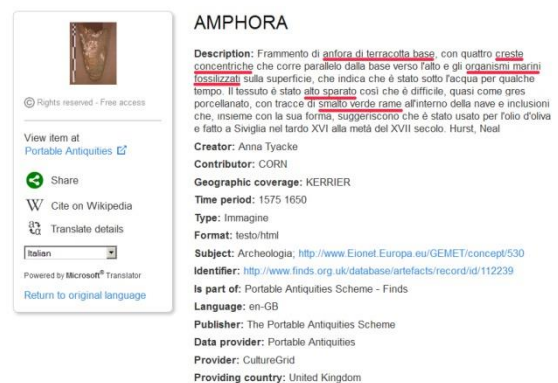 AMPHORA
Description: Frammento di anfora di terracotta base, con quattro creste
concentriche che corre parallelo dalla base verso l'alto e gli organismi marini
fossilizzati sulla superficie, che indica che è stato sotto l'acqua per qualche
tempo. Il tessuto è stato alto sparato così che è difficile, quasi come gres
porcellanato, con tracce di smalto verde rame all'interno della nave e inclusioni
che, insieme con la sua forma, suggeriscono che è stato usato per l'olio d'oliva
e fatto a Siviglia nel tardo XVI alla metà del XVII secolo. Hurst, Neal
Creator: Anna Tyacke
Contributor: CORN
Geographic coverage: KERRIER
Time period: 1575 1650
Type: Immagine
Format: testo/html
Subject: Archeologia; http://www.Eionet.Europa.eu/GEMET/concept/530
Identifier: http://www.finds.org.uk/database/artefacts/record/id/112239
Is part of: Portable Antiquities Scheme - Finds
Language: en-GB
Publisher: The Portable Antiquities Scheme
Data provider: Portable Antiquities
Provider: CultureGrid
Providing country: United Kingdom
© Rights reserved - Free access
View item at
Portable Antiquities
Share
W Cite on Wikipedia
Translate details
Italian
Powered by Microsoft® Translator
Return to original language